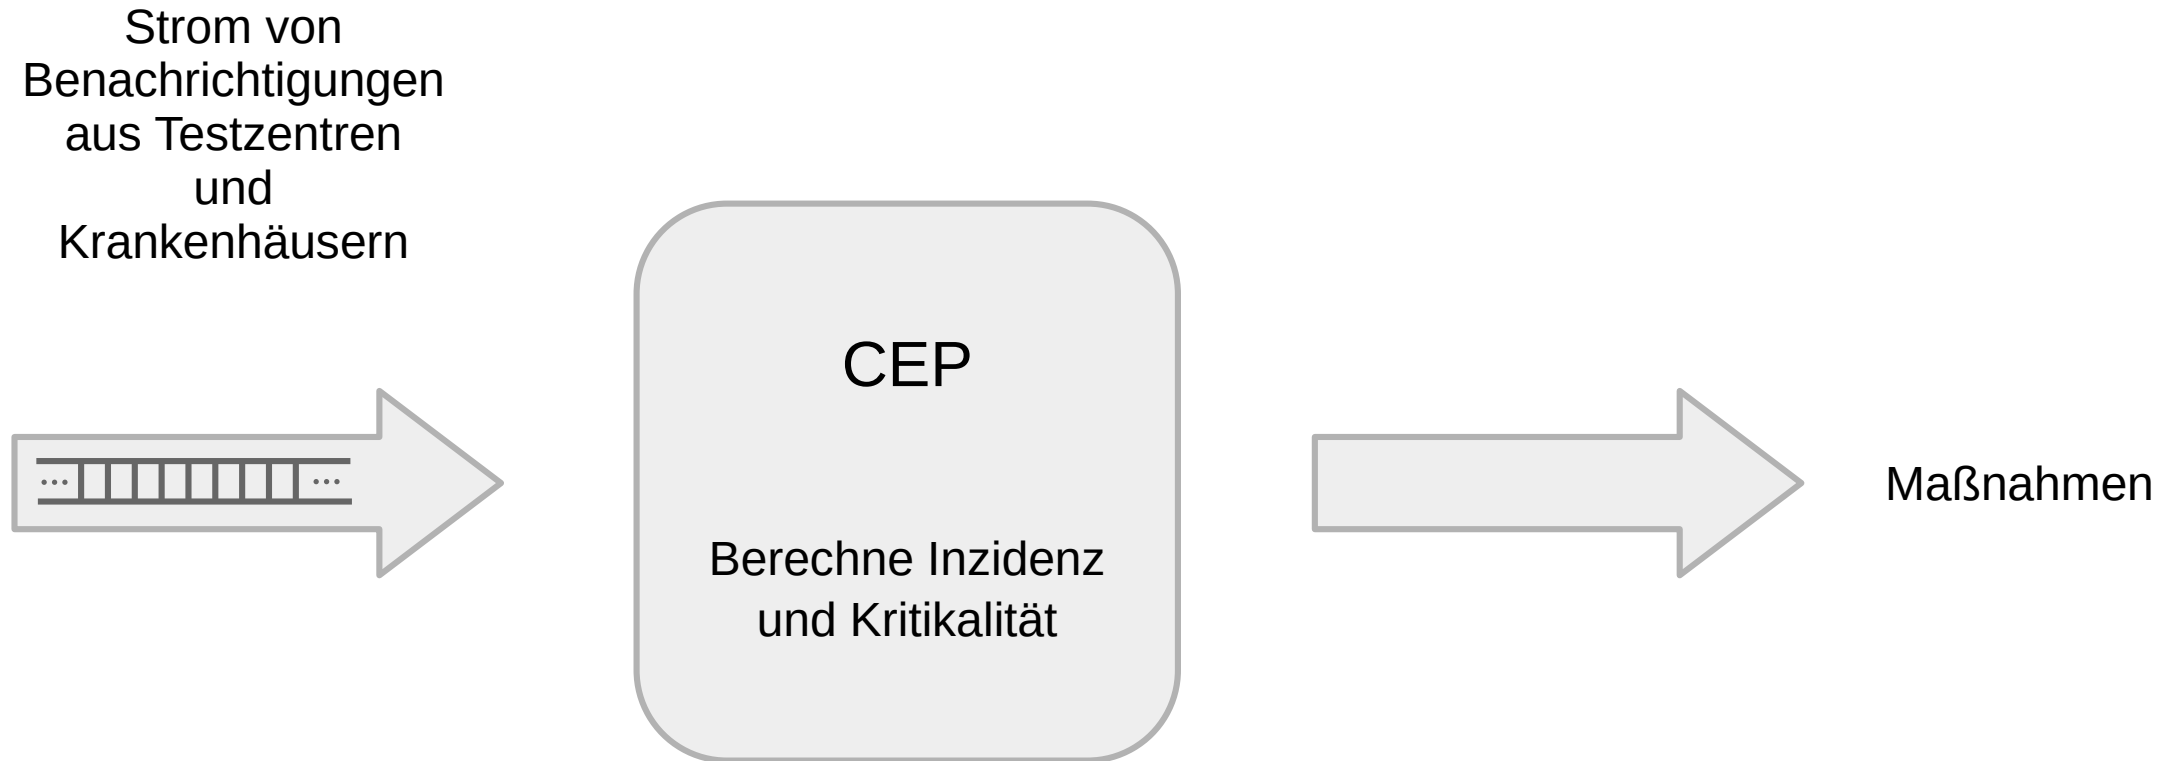 Strom von
Benachrichtigungen
aus Testzentren
und
Krankenhäusern
CEP
Berechne Inzidenz
und Kritikalität
Maßnahmen